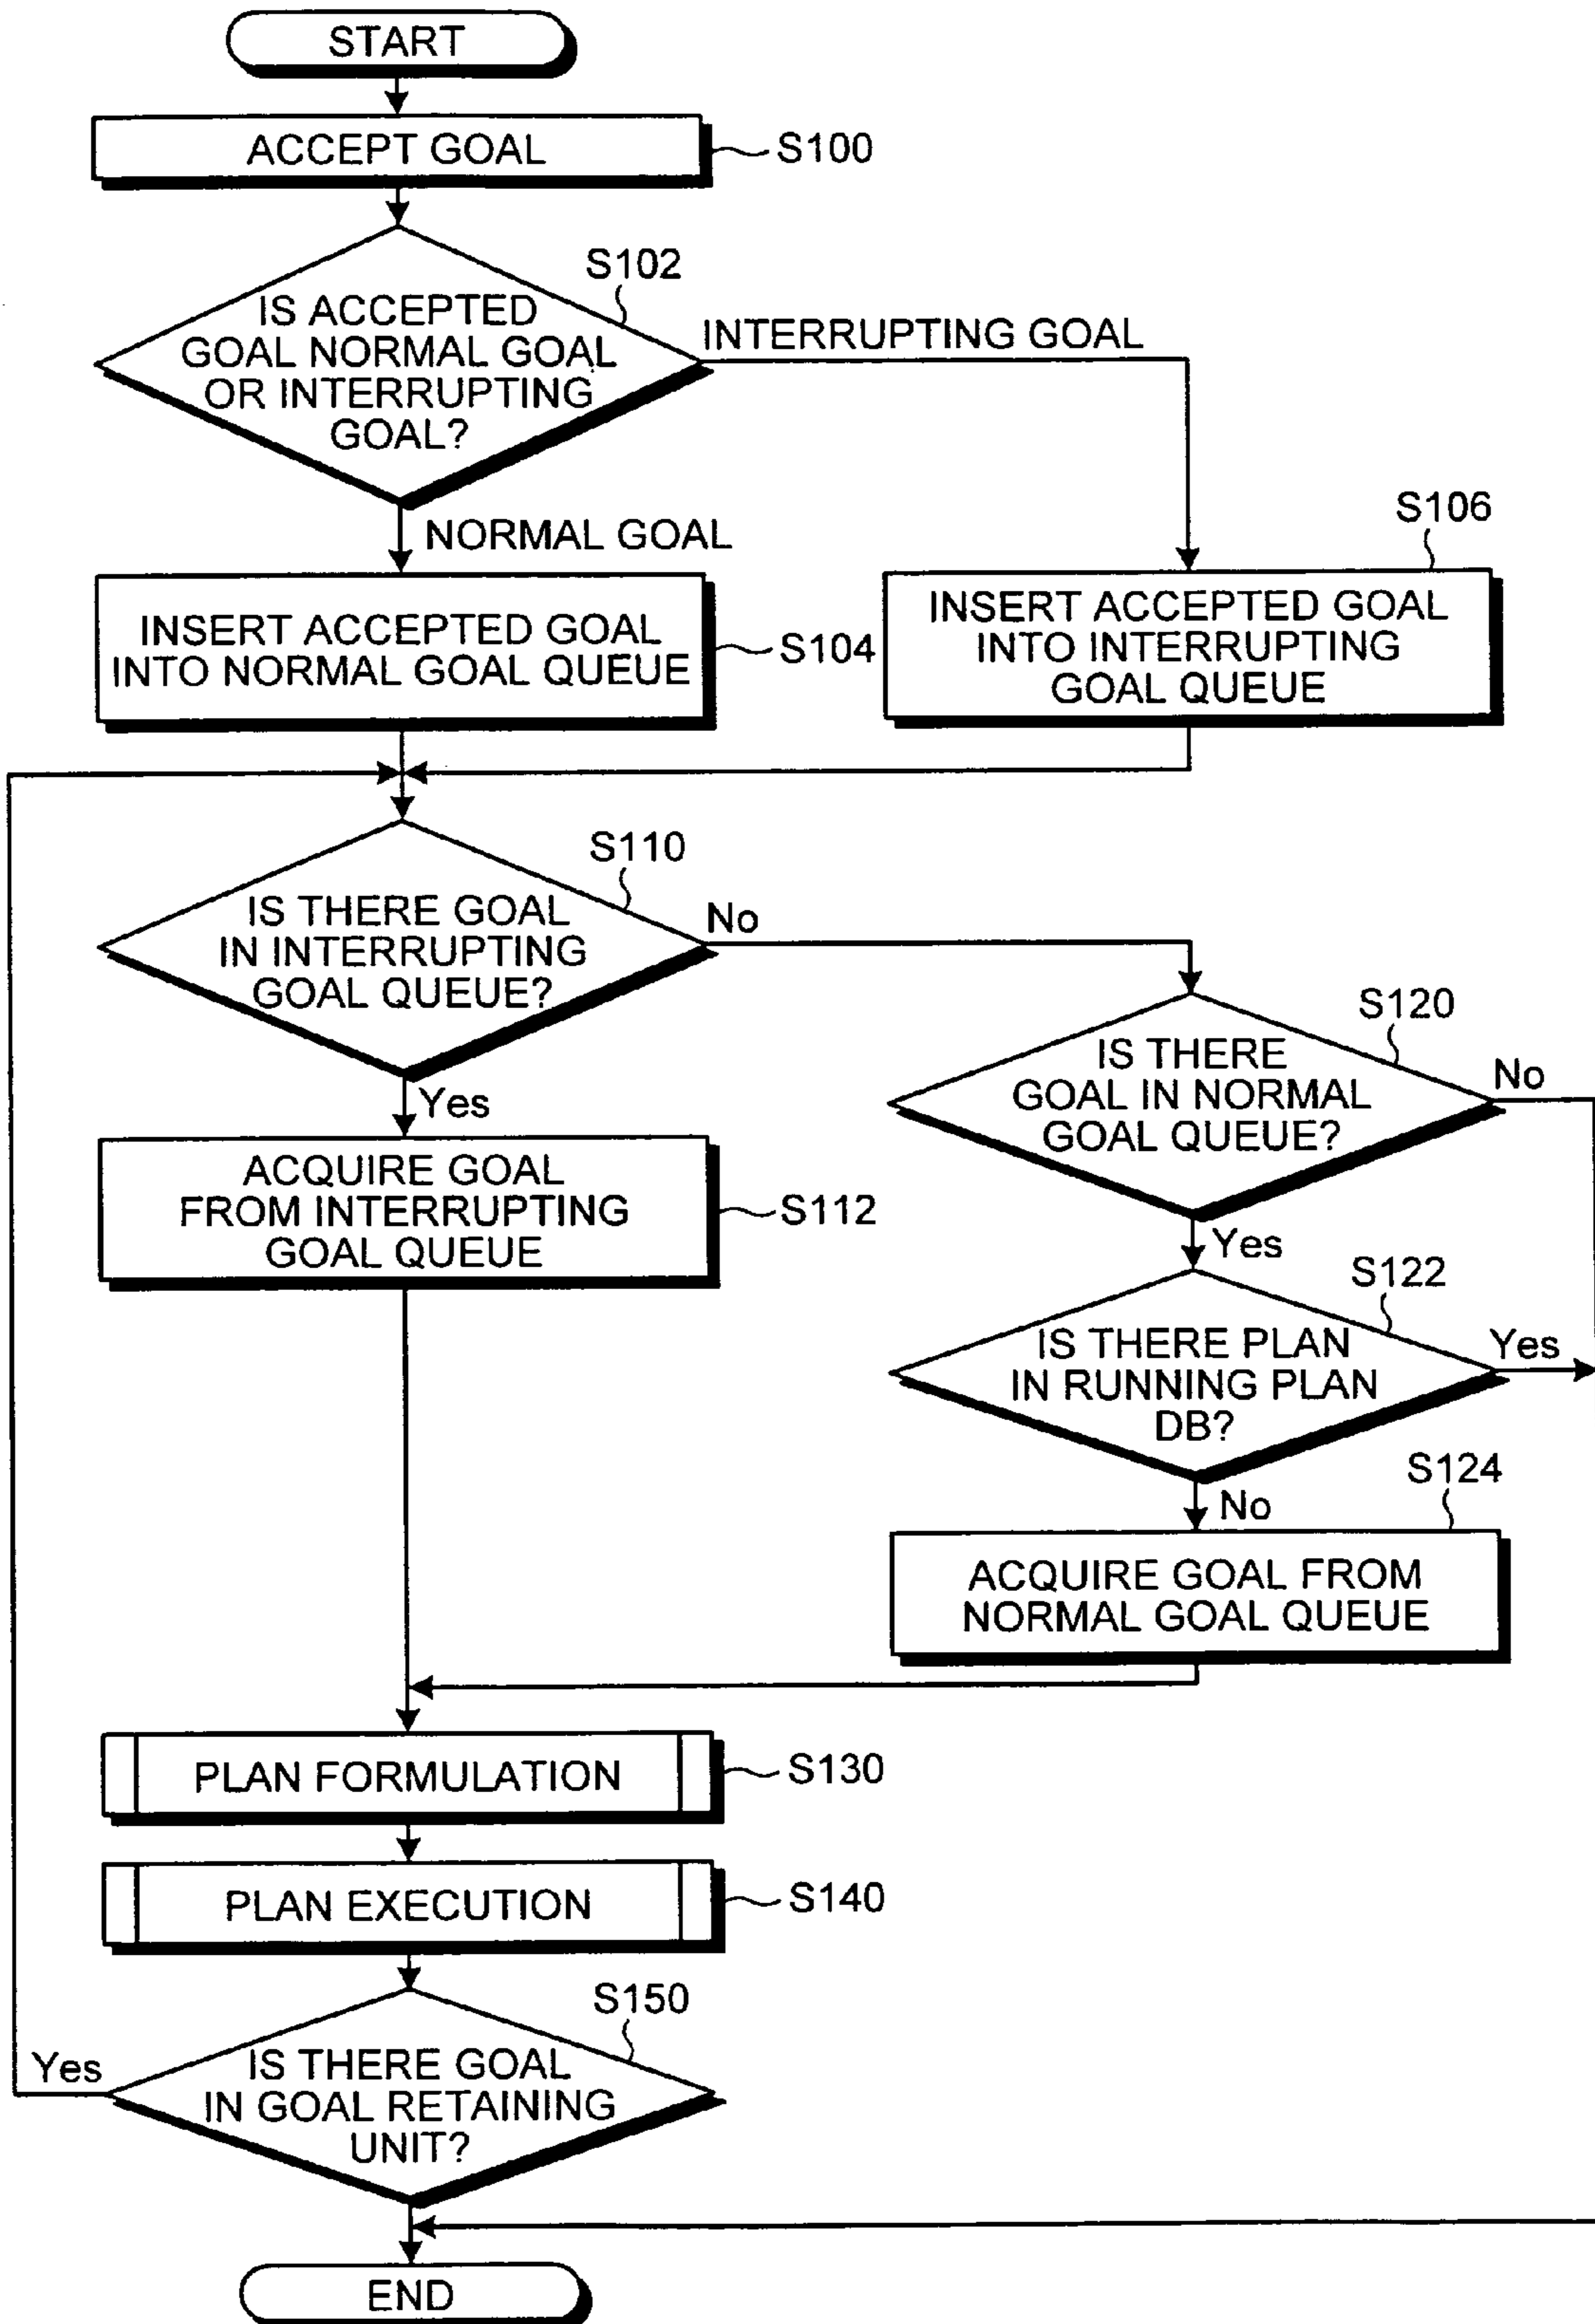 START
ACCEPT GOAL
S100
S102
IS ACCEPTED
GOAL NORMAL GOAL
OR INTERRUPTING
GOAL?
INTERRUPTING GOAL
NORMAL GOAL
INSERT ACCEPTED GOAL
INTO NORMAL GOAL QUEUE
S104
S106
INSERT ACCEPTED GOAL
INTO INTERRUPTING
GOAL QUEUE
S110
IS THERE GOAL
IN INTERRUPTING
GOAL QUEUE?
No
Yes
S120
IS THERE
GOAL IN NORMAL
GOAL QUEUE?
No
Yes
ACQUIRE GOAL
FROM INTERRUPTING
GOAL QUEUE
S112
S122
IS THERE PLAN
IN RUNNING PLAN
DB?
Yes
No
S124
ACQUIRE GOAL FROM
NORMAL GOAL QUEUE
PLAN FORMULATION
S130
PLAN EXECUTION
S140
S150
IS THERE GOAL
IN GOAL RETAINING
UNIT?
Yes
END